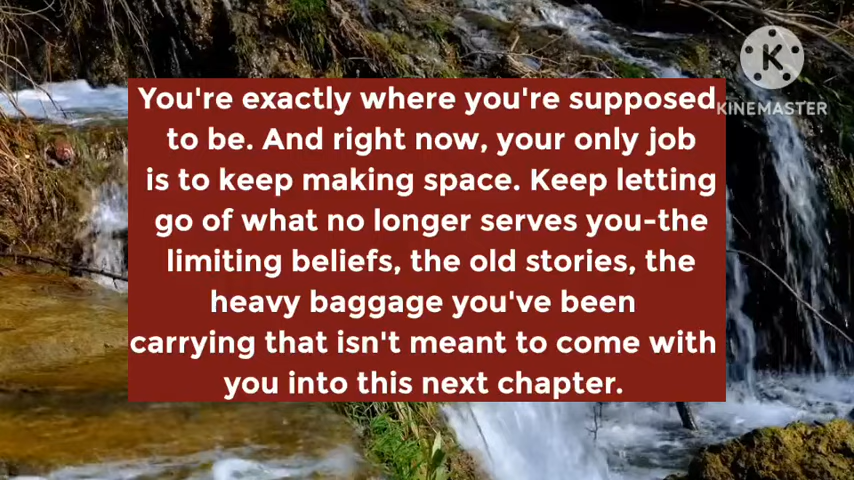 You're exactly where you're supposed
to be. And right now, your only job
is to keep making space. Keep letting
go of what no longer serves you-the
limiting beliefs, the old stories, the
heavy baggage you've been
carrying that isn't meant to come with
you into this next chapter.
K
KINEMASTER